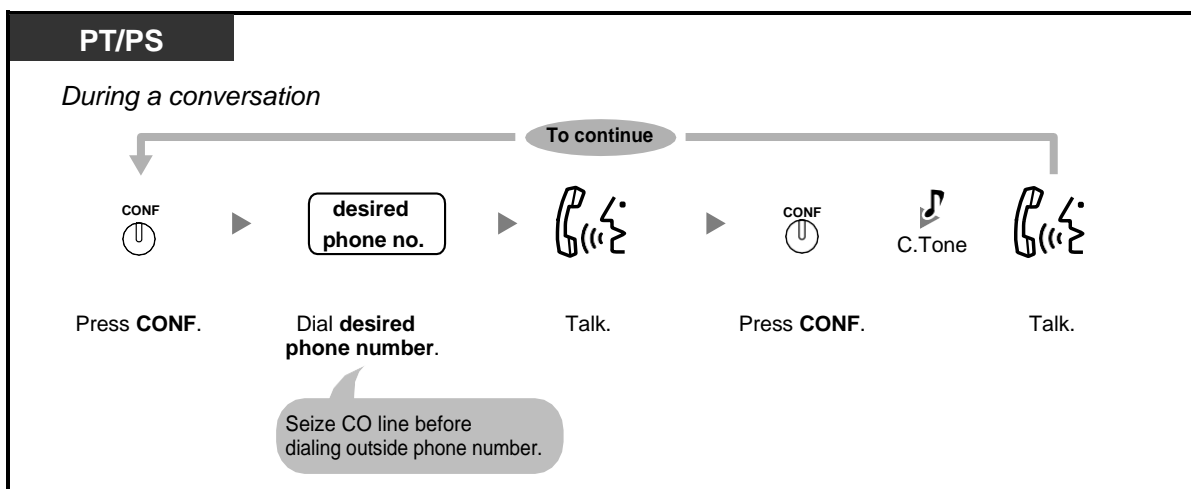 PT/PS
During a conversation
To continue
CONF
desired
phone no.
CONF
C.Tone
Press CONF.
Dial desired
phone number.
Talk.
Press CONF.
Talk.
Seize CO line before
dialing outside phone number.